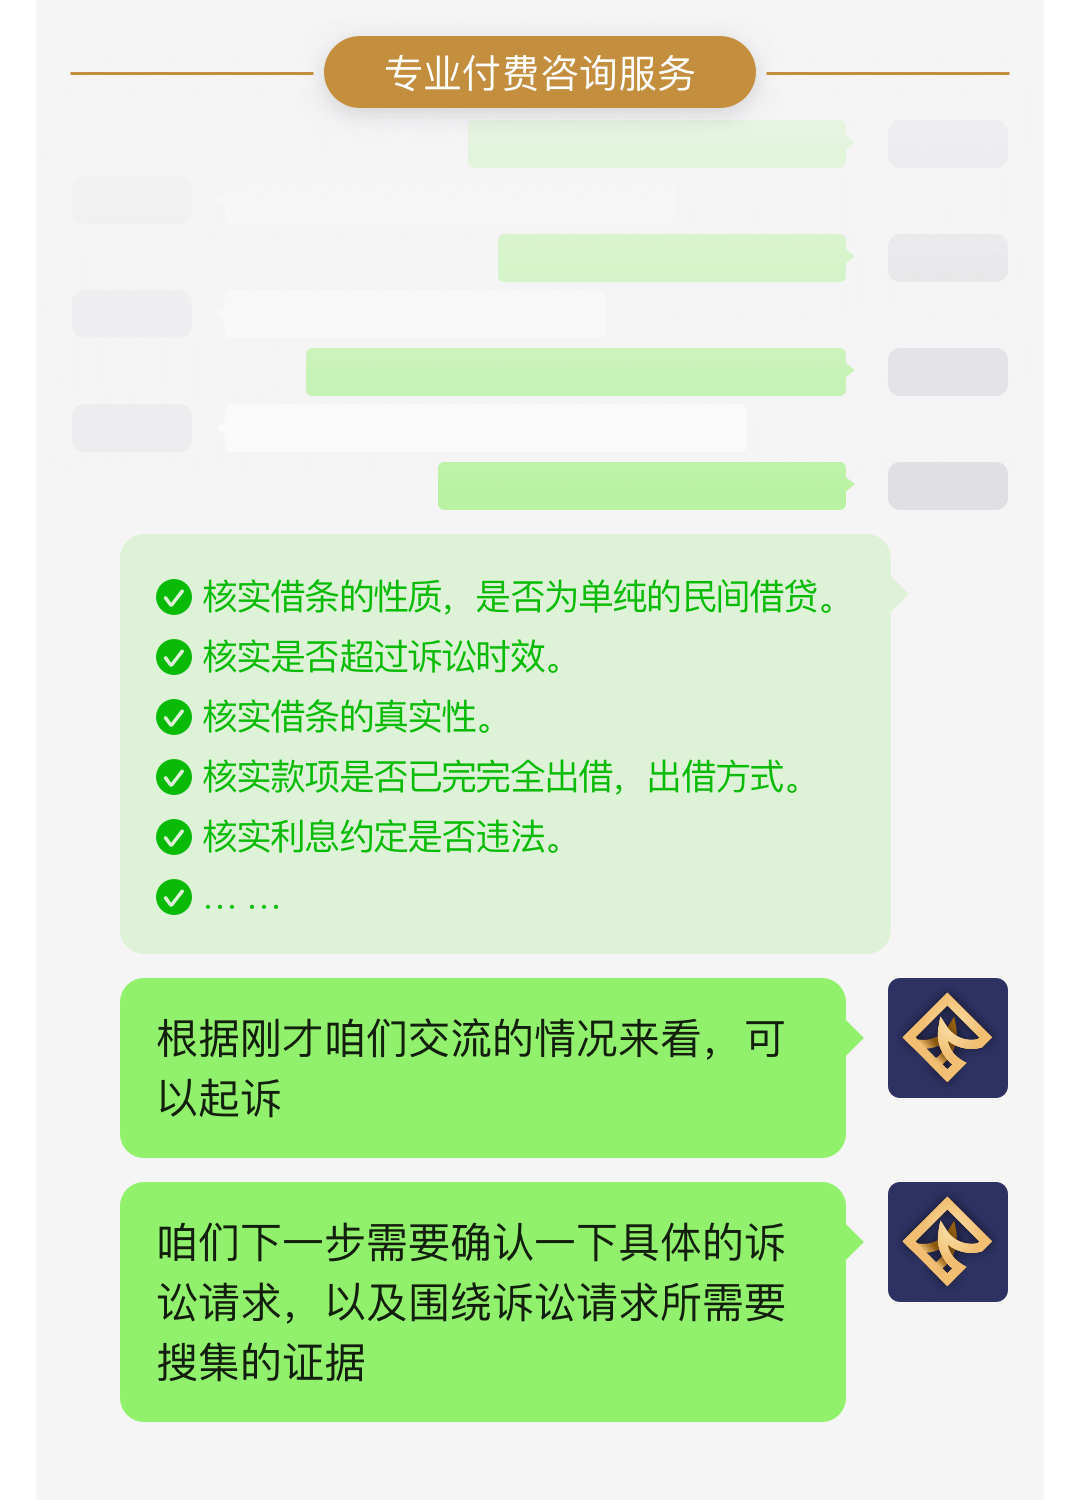 专业付费咨询服务
核实借条的性质，是否为单纯的民间借贷。
核实是否超过诉讼时效。
核实借条的真实性。
核实款项是否已完完全出借，出借方式。
核实利息约定是否违法。
… …
根据刚才咱们交流的情况来看，可
以起诉
咱们下一步需要确认一下具体的诉
讼请求，以及围绕诉讼请求所需要
搜集的证据